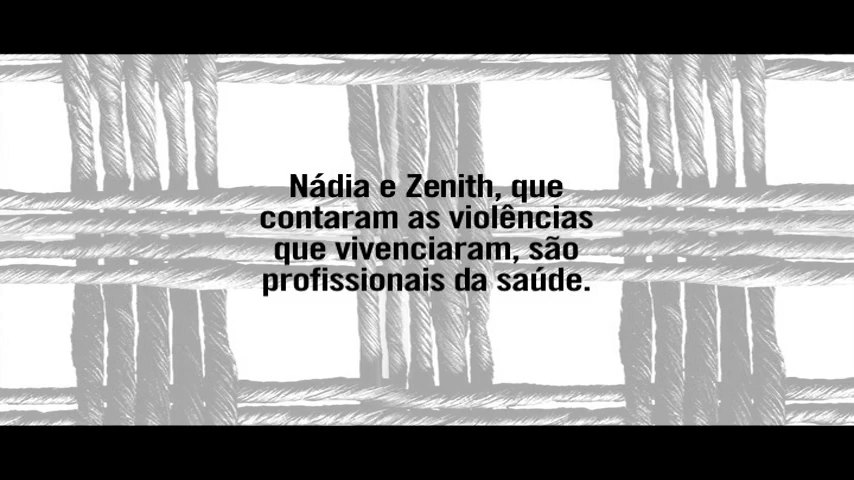 Nádia e Zenith, que
contaram as violências
que vivenciaram, são
profissionais da saúde.